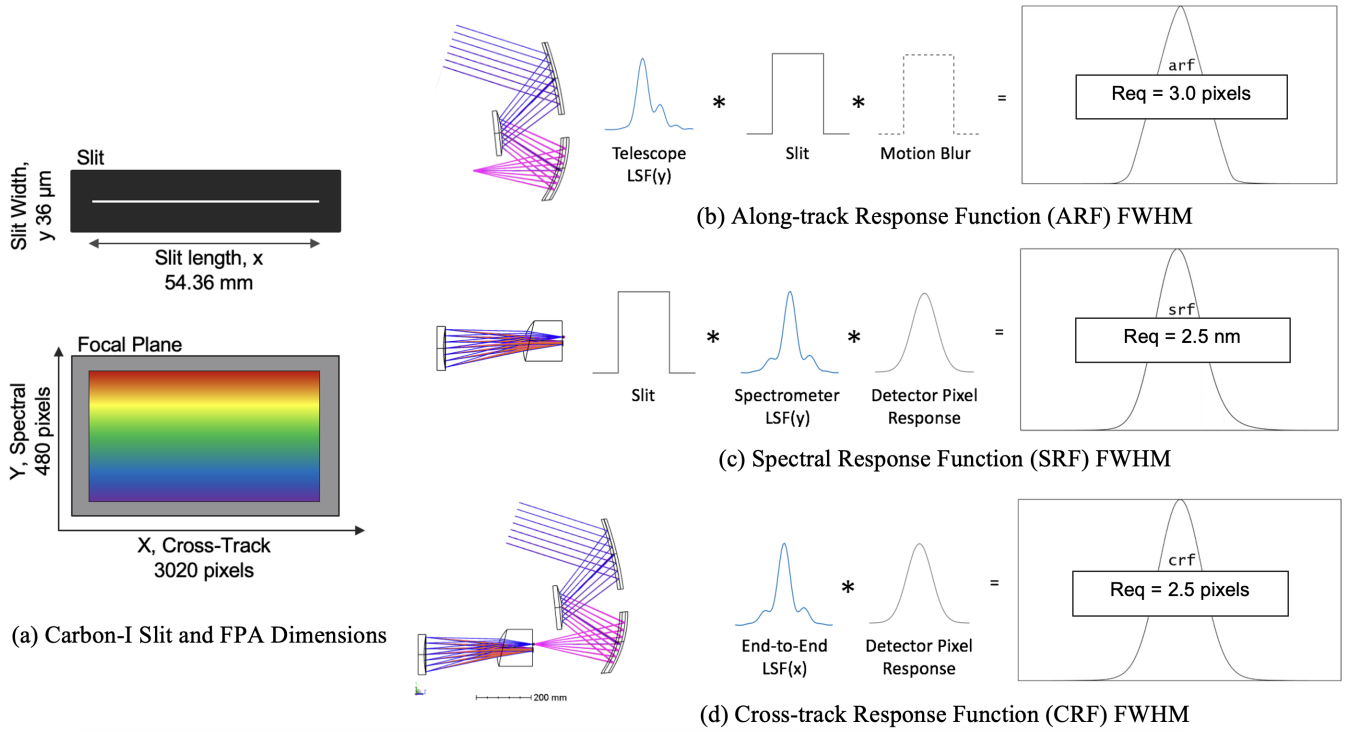 Slit
Slit Width,
y 36 µm
Slit length, x
54.36 mm
Focal Plane
Y, Spectral
480 pixels
X, Cross-Track
3020 pixels
(a) Carbon-I Slit and FPA Dimensions
Telescope
LSF(y)
*
Slit
*
Motion Blur
=
arf
Req = 3.0 pixels
(b) Along-track Response Function (ARF) FWHM
Slit
*
Spectrometer
LSF(y)
*
Detector Pixel
Response
=
srf
Req = 2.5 nm
(c) Spectral Response Function (SRF) FWHM
200 mm
End-to-End
LSF(x)
*
Detector Pixel
Response
=
crf
Req = 2.5 pixels
(d) Cross-track Response Function (CRF) FWHM